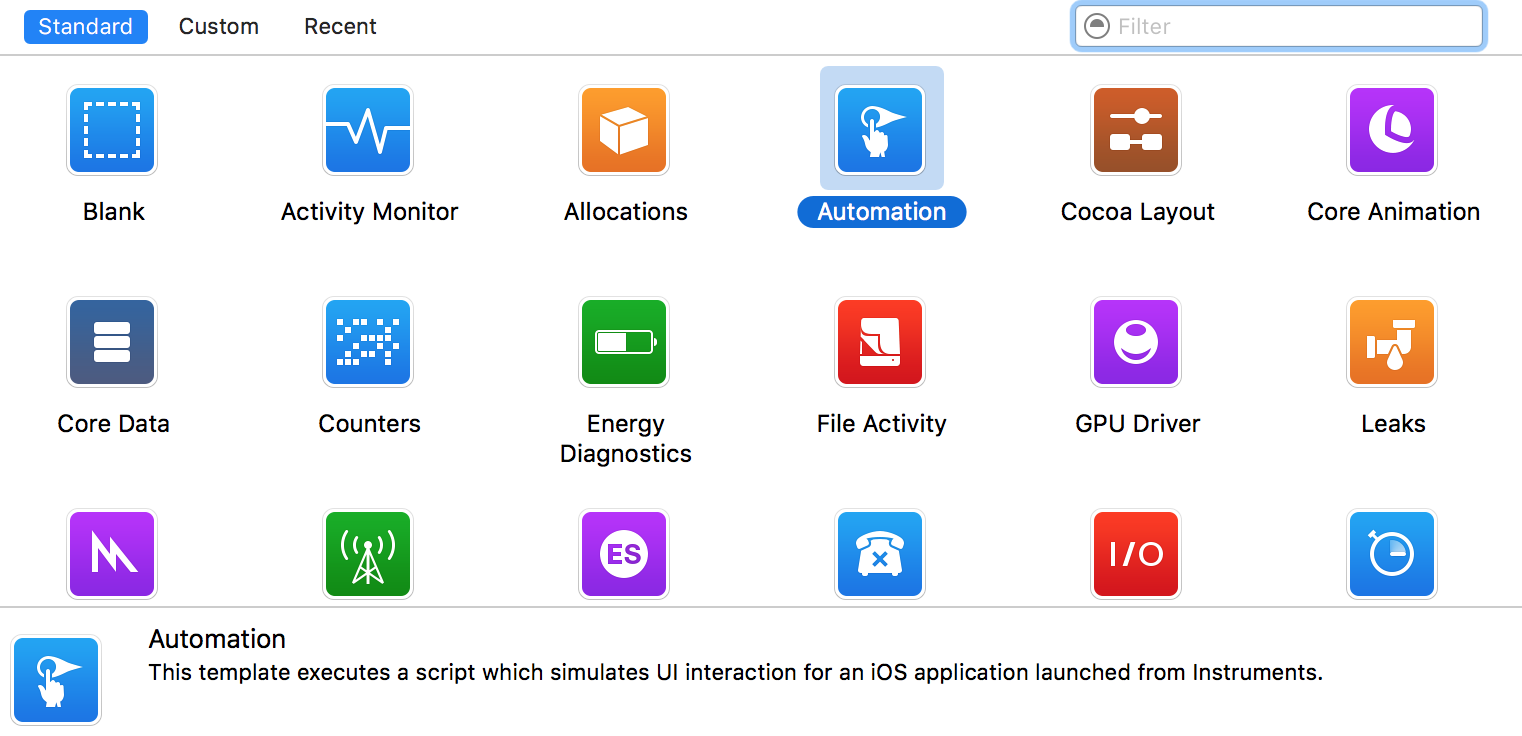 Standard Custom Recent Filter
Blank Activity Monitor Allocations Automation Cocoa Layout Core Animation
Core Data Counters Energy File Activity GPU Driver Leaks
Diagnostics
ES I/O
Automation
This template executes a script which simulates UI interaction for an iOS application launched from Instruments.